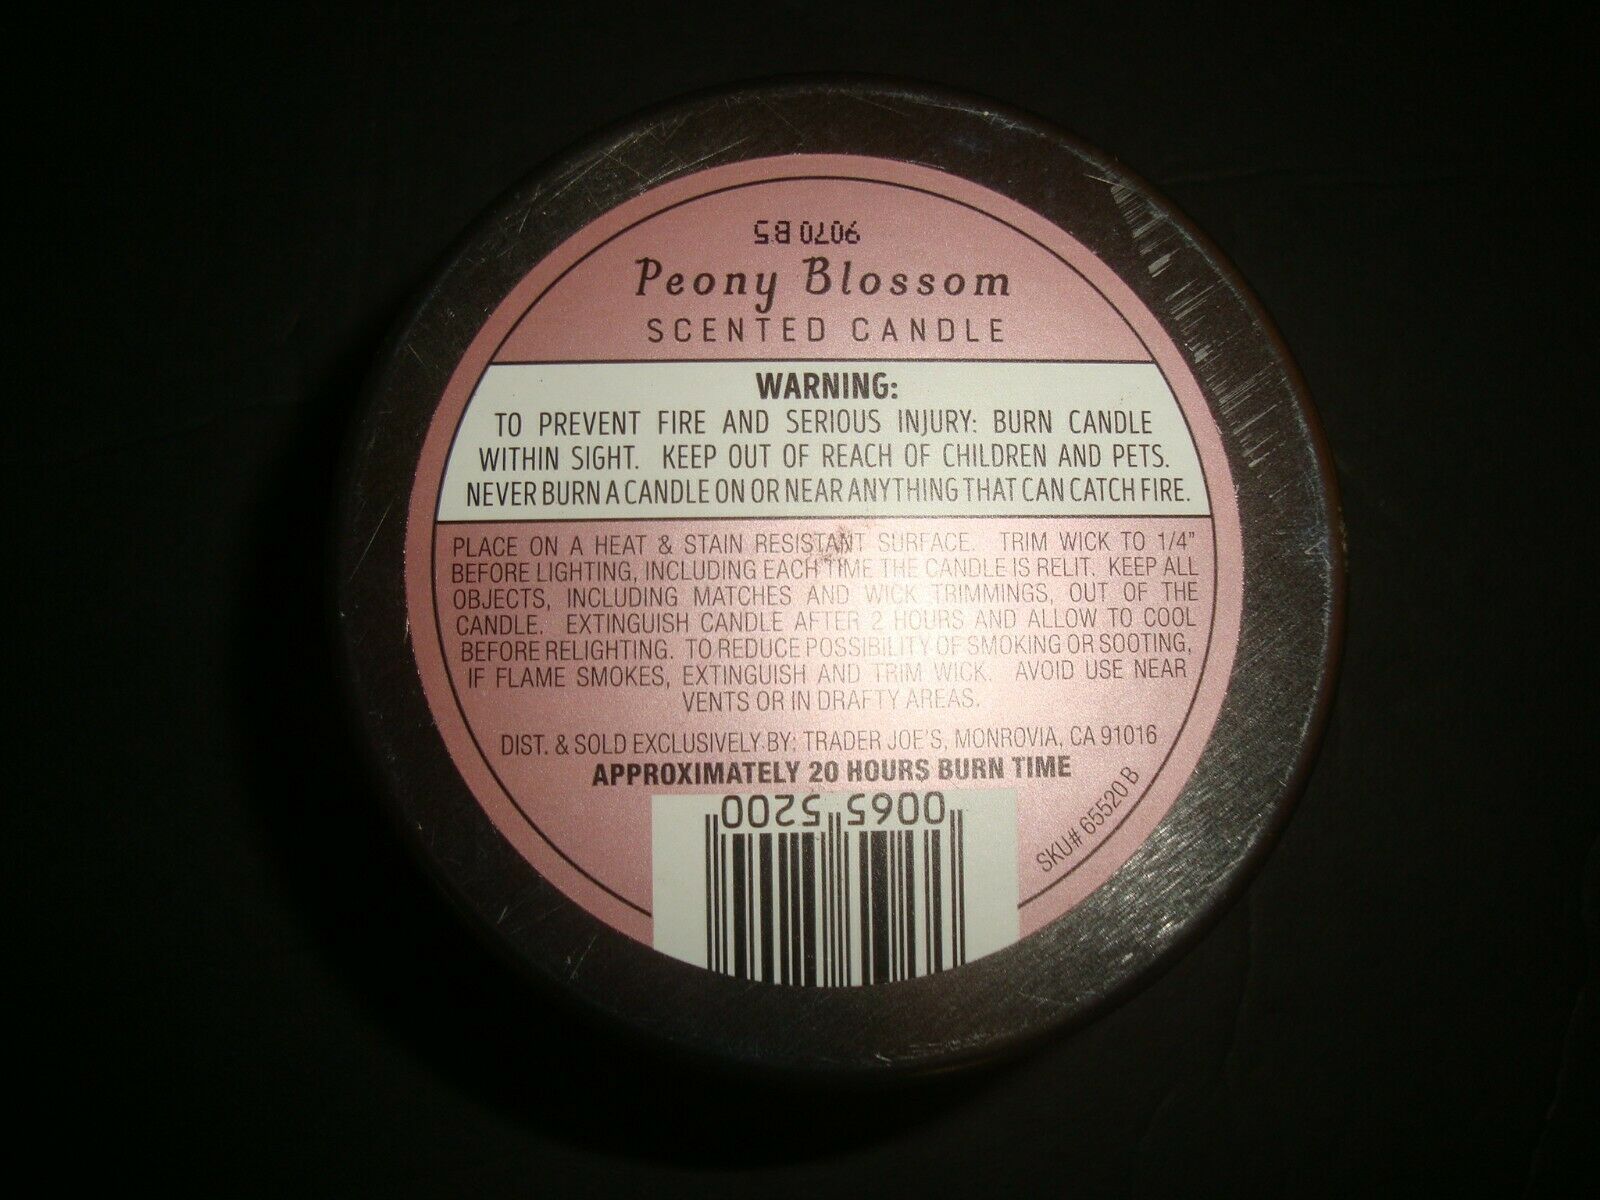 9070 B5
Peony Blossom
SCENTED CANDLE
WARNING:
TO PREVENT FIRE AND SERIOUS INJURY: BURN CANDLE
WITHIN SIGHT. KEEP OUT OF REACH OF CHILDREN AND PETS.
NEVER BURN A CANDLE ON OR NEAR ANYTHING THAT CAN CATCH FIRE.
PLACE ON A HEAT & STAIN RESISTANT SURFACE. TRIM WICK TO 1/4"
BEFORE LIGHTING, INCLUDING EACH TIME THE CANDLE IS RELIT. KEEP ALL
OBJECTS, INCLUDING MATCHES AND WICK TRIMMINGS, OUT OF THE
CANDLE. EXTINGUISH CANDLE AFTER 2 HOURS AND ALLOW TO COOL
BEFORE RELIGHTING. TO REDUCE POSSIBILITY OF SMOKING OR SOOTING,
IF FLAME SMOKES, EXTINGUISH AND TRIM WICK. AVOID USE NEAR
VENTS OR IN DRAFTY AREAS.
DIST. & SOLD EXCLUSIVELY BY: TRADER JOE'S, MONROVIA, CA 91016
APPROXIMATELY 20 HOURS BURN TIME
0065 5200
SKU# 65520 B